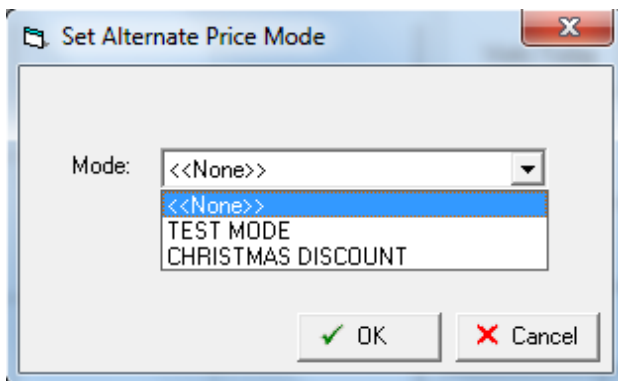 Set Alternate Price Mode
Mode: <<None>>
<<None>>
TEST MODE
CHRISTMAS DISCOUNT
OK Cancel